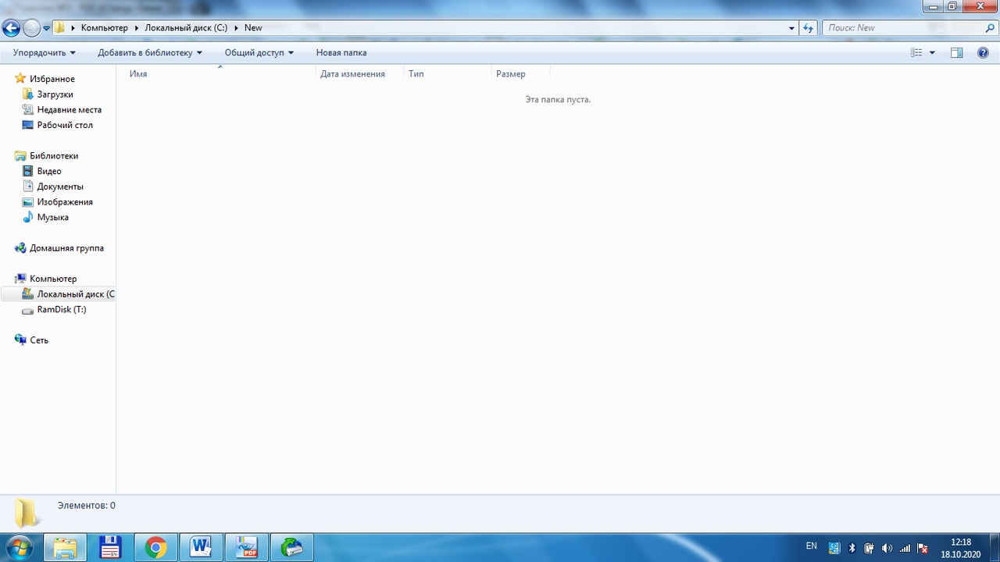 Компьютер Локальный диск (C:) New Поиск: New
Упорядочить Добавить в библиотеку Общий доступ Новая папка
Имя Дата изменения Тип Размер
Эта папка пуста.
Избранное
Загрузки
Недавние места
Рабочий стол
Библиотеки
Видео
Документы
Изображения
Музыка
Домашняя группа
Компьютер
Локальный диск (C
RamDisk (T:)
Сеть
Элементов: 0
64
W
PDF
EN
12:18
18.10.2020